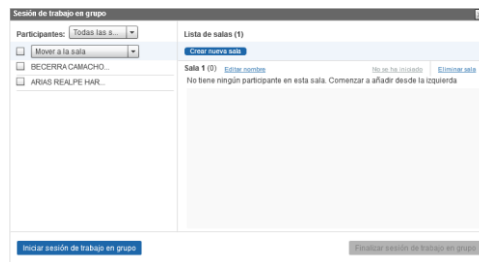 Sesión de trabajo en grupo
Participantes: Todas las s...
Lista de salas (1)
Mover a la sala
Crear nueva sala
BECERRA CAMACHO...
Sala 1 (0) Editar nombre No se ha iniciado Eliminar sala
ARIAS REALPE HAR...
No tiene ningún participante en esta sala. Comenzar a añadir desde la izquierda
Iniciar sesión de trabajo en grupo
Finalizar sesión de trabajo en grupo